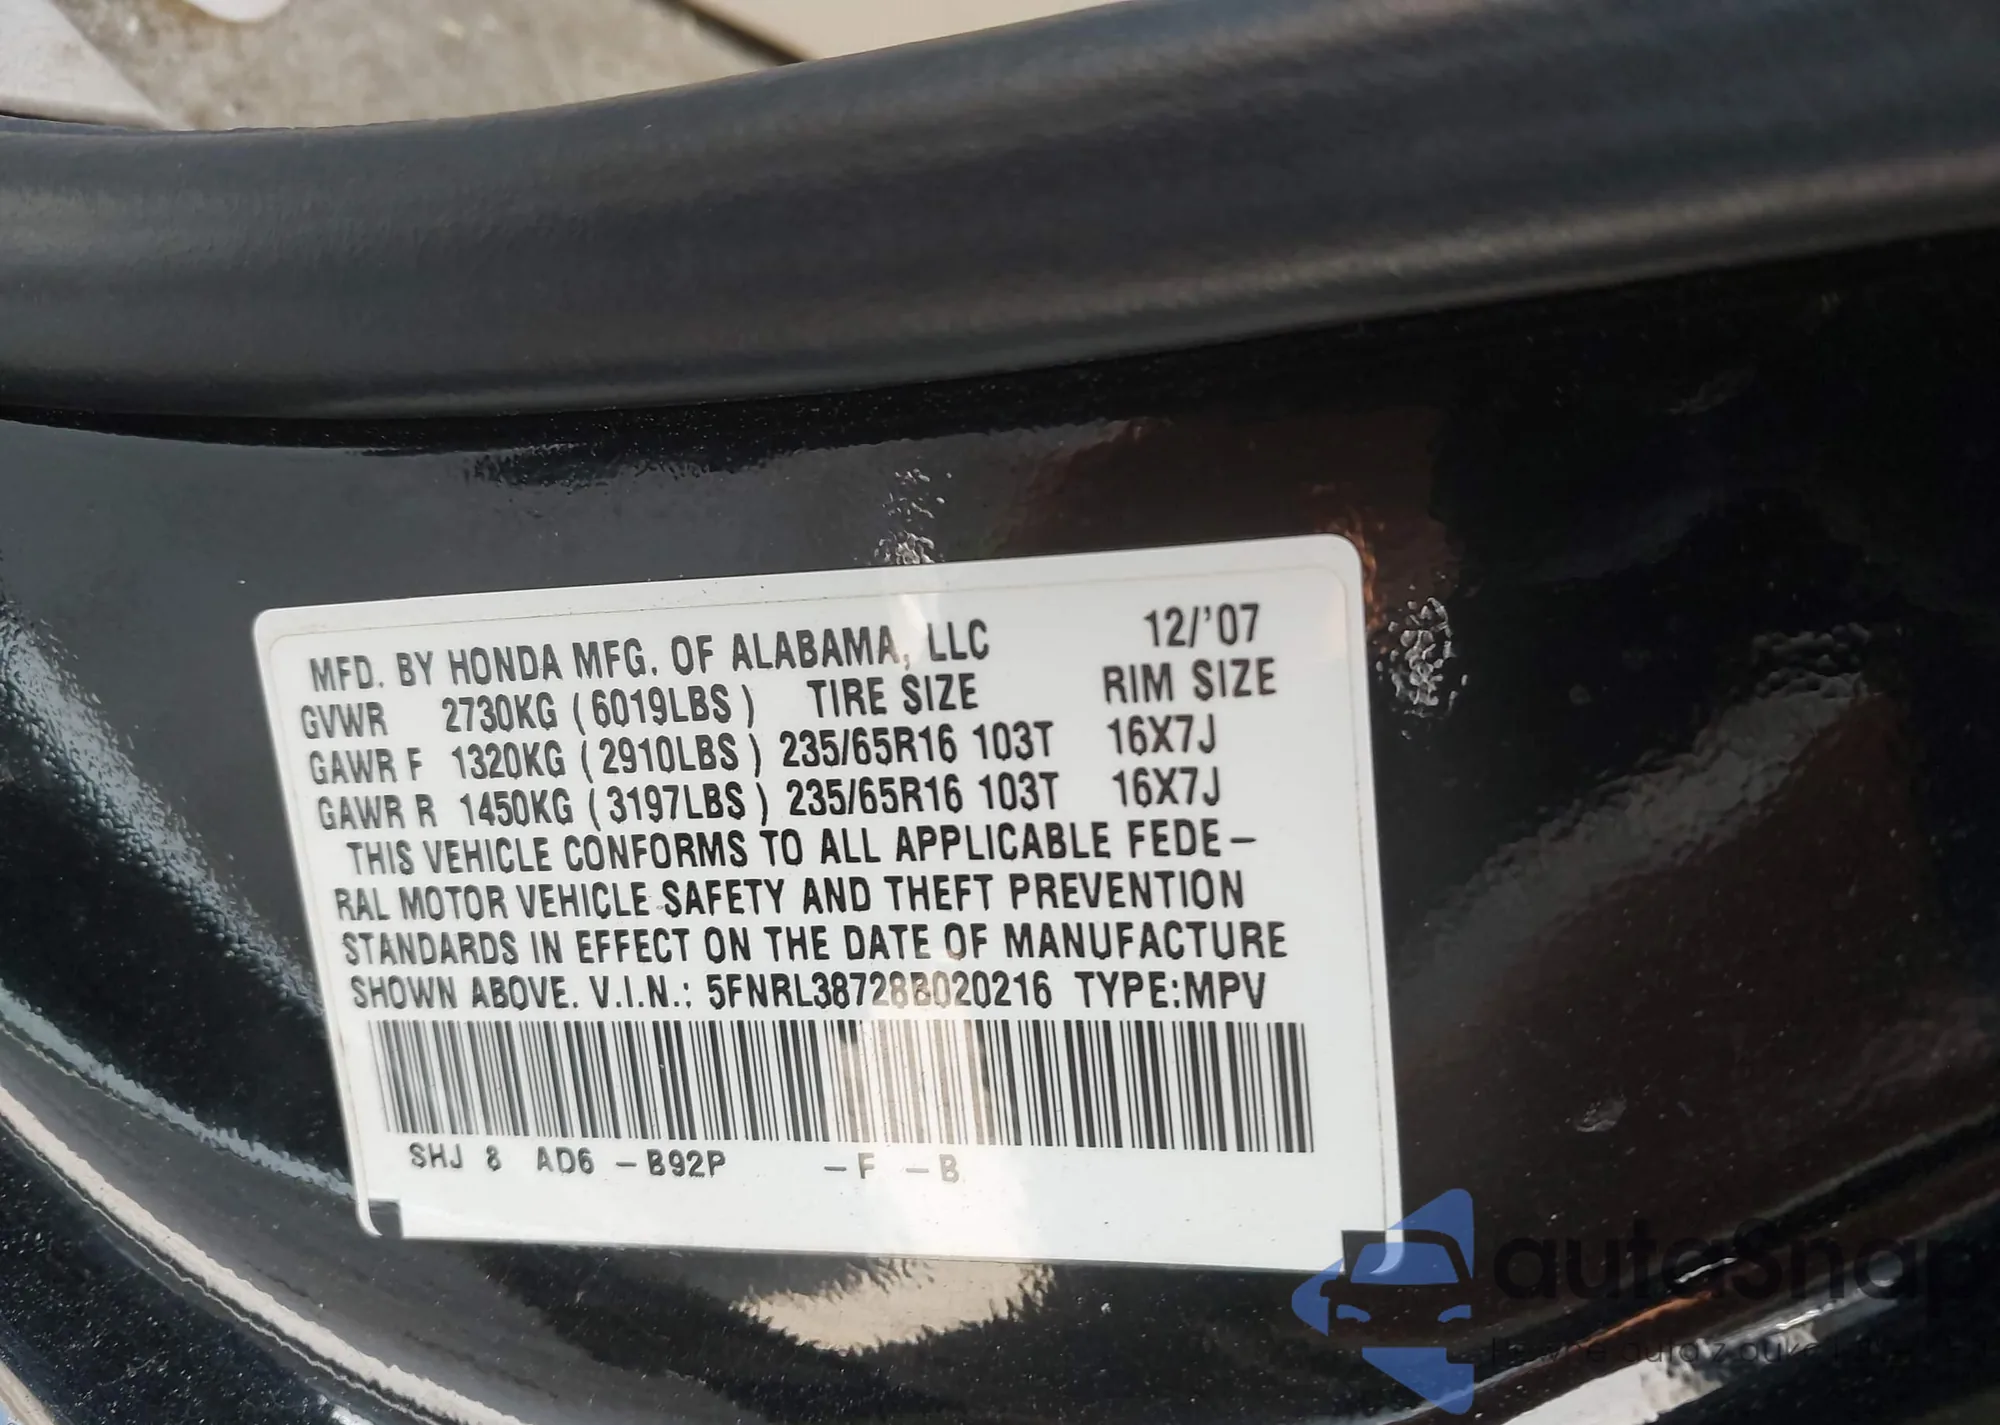 MFD. BY HONDA MFG. OF ALABAMA, LLC 12/'07
GVWR 2730KG (6019LBS) TIRE SIZE RIM SIZE
GAWR F 1320KG (2910LBS) 235/65R16 103T 16X7J
GAWR R 1450KG (3197LBS) 235/65R16 103T 16X7J
THIS VEHICLE CONFORMS TO ALL APPLICABLE FEDE-
RAL MOTOR VEHICLE SAFETY AND THEFT PREVENTION
STANDARDS IN EFFECT ON THE DATE OF MANUFACTURE
SHOWN ABOVE. V.I.N.: 5FNRL38728B020216 TYPE:MPV
SHJ 8 AD6 -B92P -F -B
autoSnap
auto z